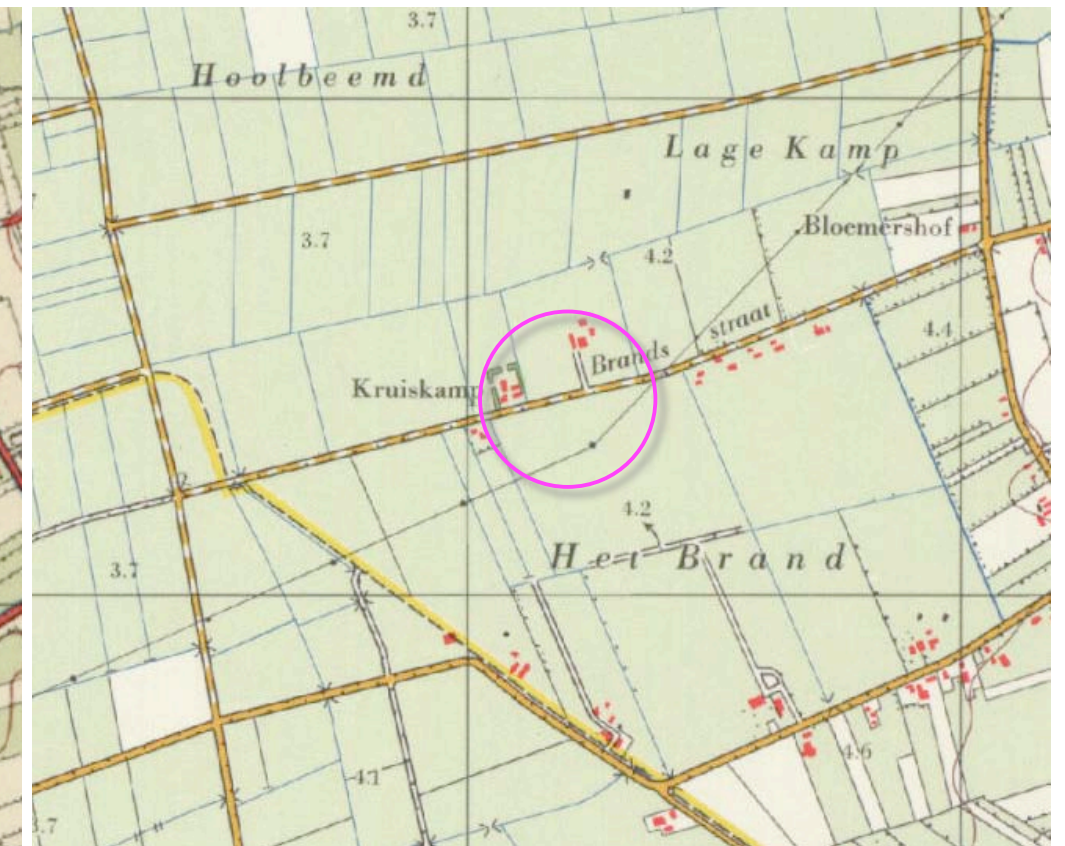 3.7
Hoolbeemd
Lage Kamp
3.7
Bloemershof
4.2
straat
4.4
Brands
Kruiskamp
4.2
Het Brand
3.7
4.6
4.1
3.7